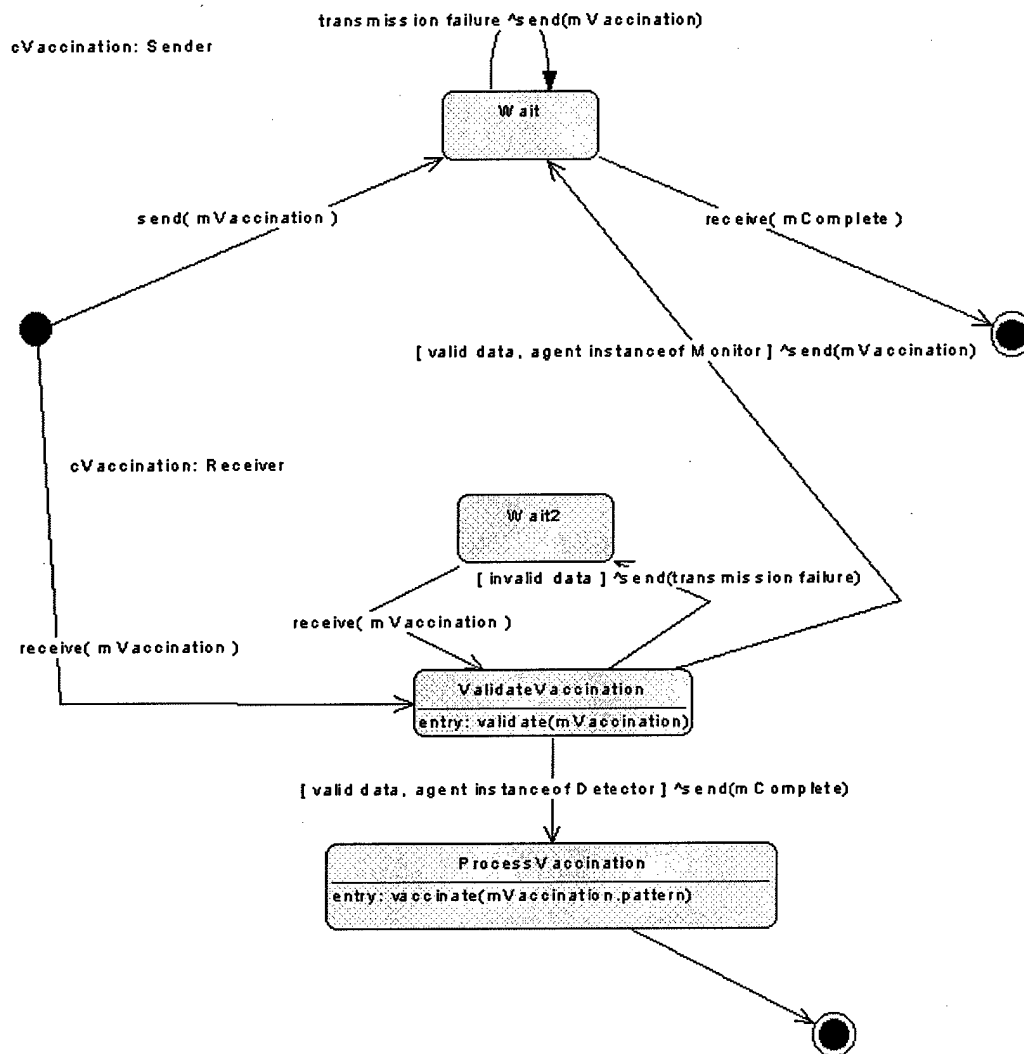 transmission failure ^send(mVaccination)
cVaccination: Sender
Wait
send( mVaccination )
receive( mComplete )
[ valid data, agent instanceof Monitor ] ^send(mVaccination)
cVaccination: Receiver
Wait2
[ invalid data ] ^send(transmission failure)
receive( mVaccination )
receive( mVaccination )
ValidateVaccination
entry: validate(mVaccination)
[ valid data, agent instanceof Detector ] ^send(mComplete)
ProcessVaccination
entry: vaccinate(mVaccination.pattern)